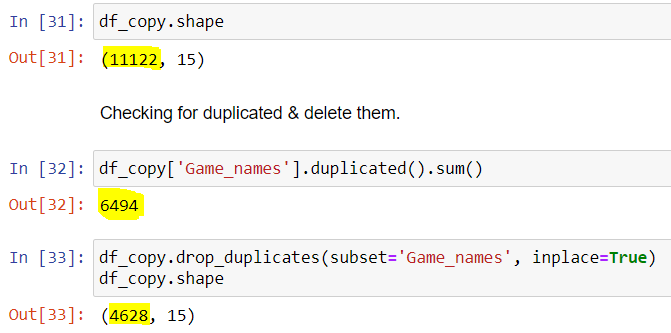 In [31]: df_copy.shape
Out[31]: (11122, 15)
Checking for duplicated & delete them.
In [32]: df_copy['Game_names'].duplicated().sum()
Out[32]: 6494
In [33]: df_copy.drop_duplicates(subset='Game_names', inplace=True)
df_copy.shape
Out[33]: (4628, 15)